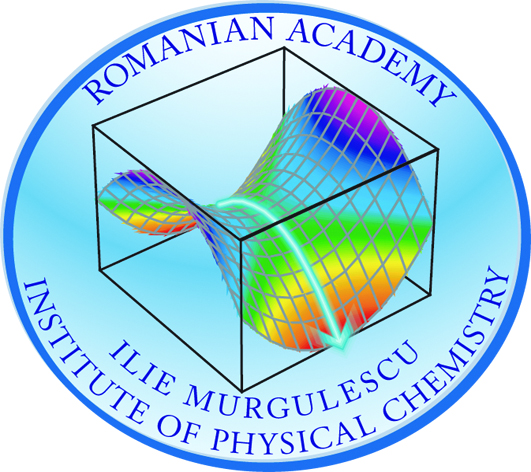 ROMANIAN ACADEMY
ILIE MURGULESCU
INSTITUTE OF PHYSICAL CHEMISTRY